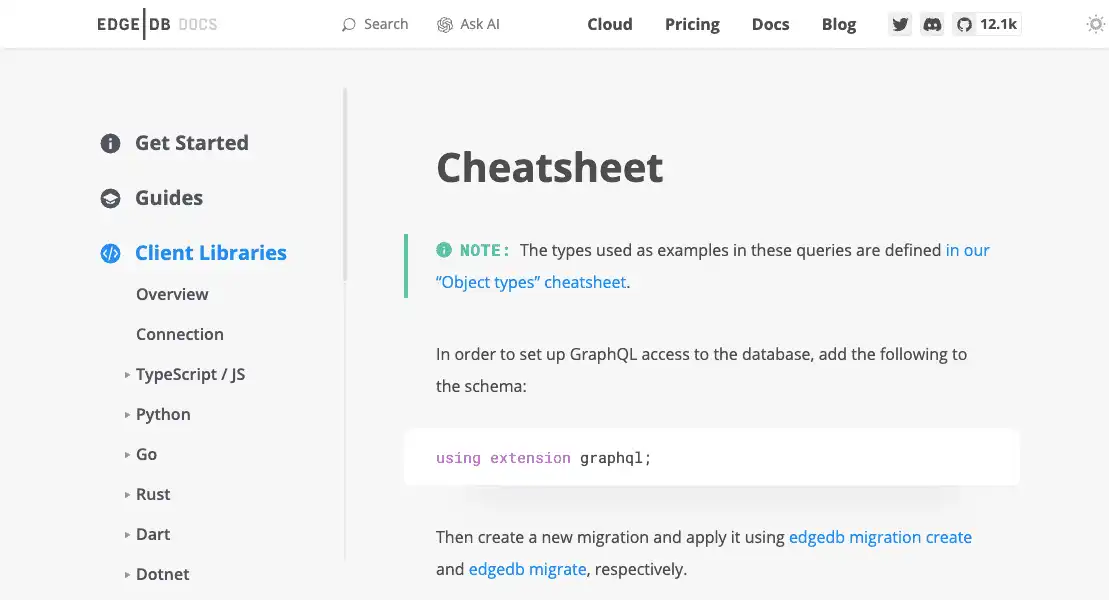 EDGE|DB DOCS
Search
Ask AI
Cloud
Pricing
Docs
Blog
12.1k
Get Started
Guides
Client Libraries
Overview
Connection
TypeScript / JS
Python
Go
Rust
Dart
Dotnet
Cheatsheet
NOTE: The types used as examples in these queries are defined in our
“Object types” cheatsheet.
In order to set up GraphQL access to the database, add the following to
the schema:
using extension graphql;
Then create a new migration and apply it using edgedb migration create
and edgedb migrate, respectively.